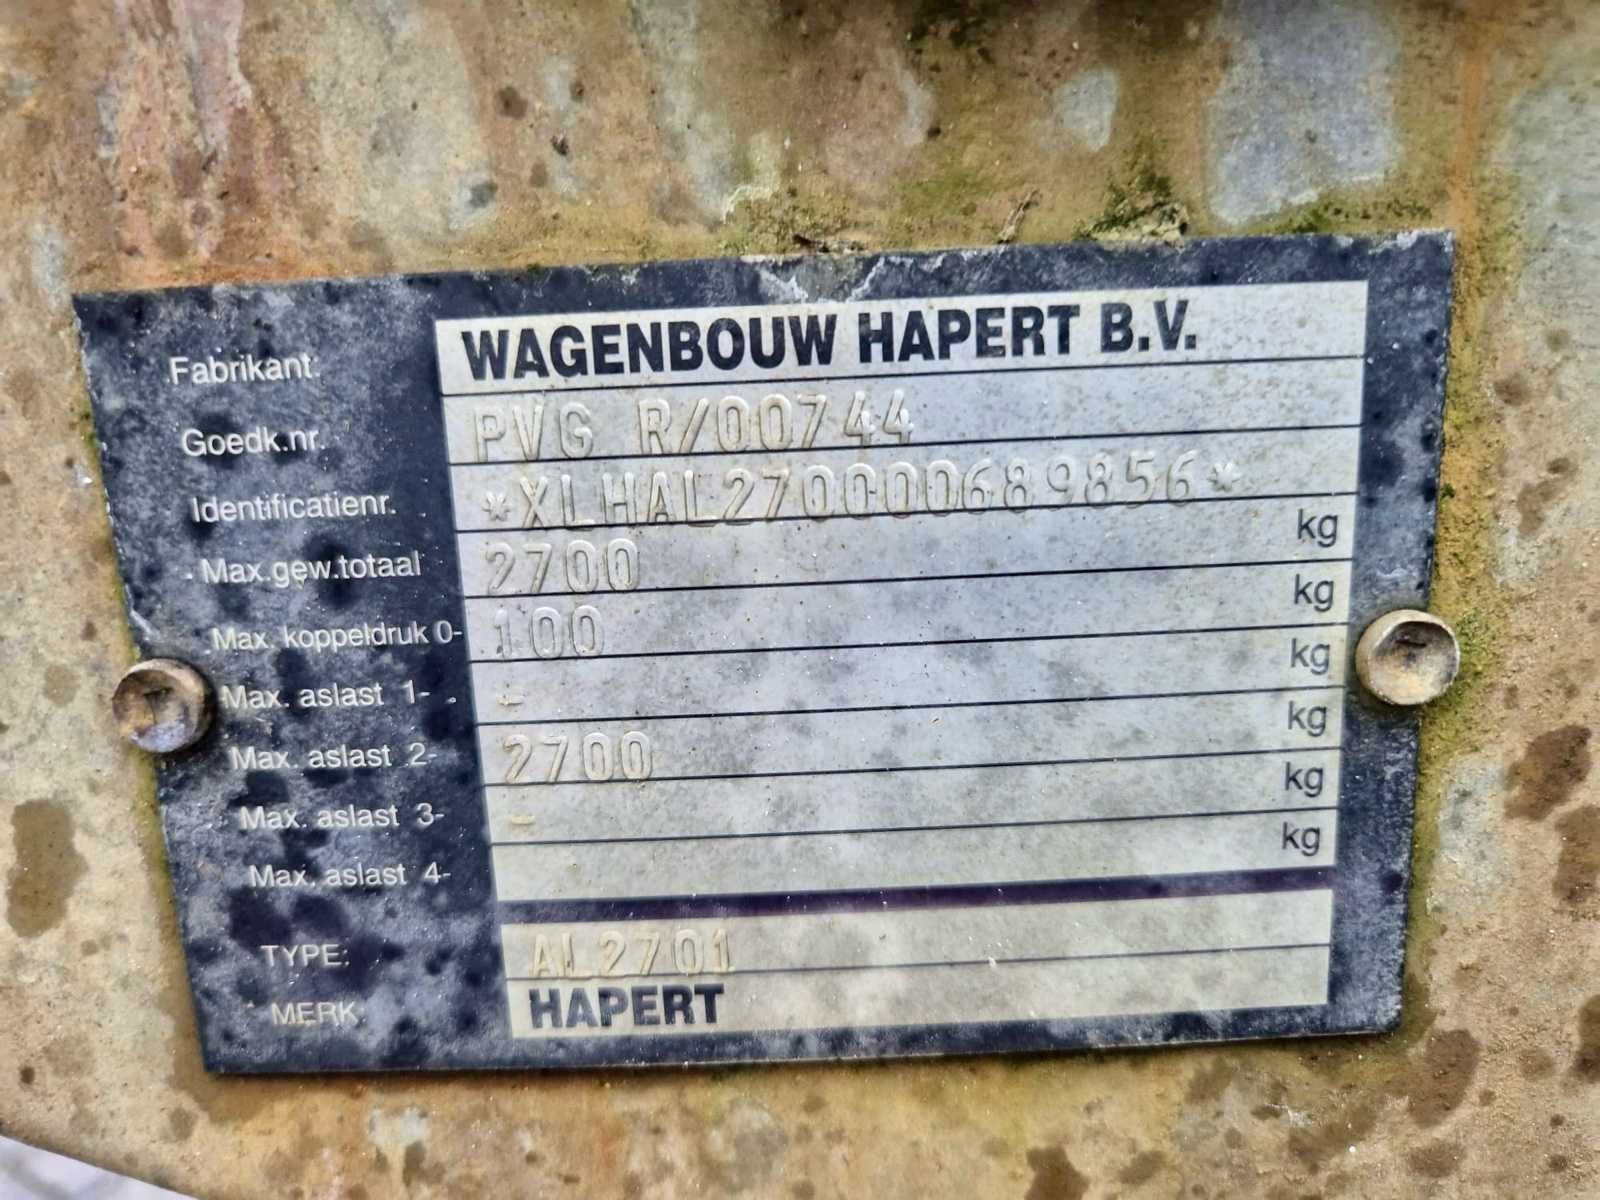 Fabrikant: WAGENBOUW HAPERT B.V.
Goedk.nr. PVG R/00744
Identificatienr. *XLHAL270000689856*
Max.gew.totaal 2700 kg
Max. koppeldruk 0- 100 kg
Max. aslast 1- - kg
Max. aslast 2- 2700 kg
Max. aslast 3- - kg
Max. aslast 4- kg
TYPE: AL2701
MERK: HAPERT